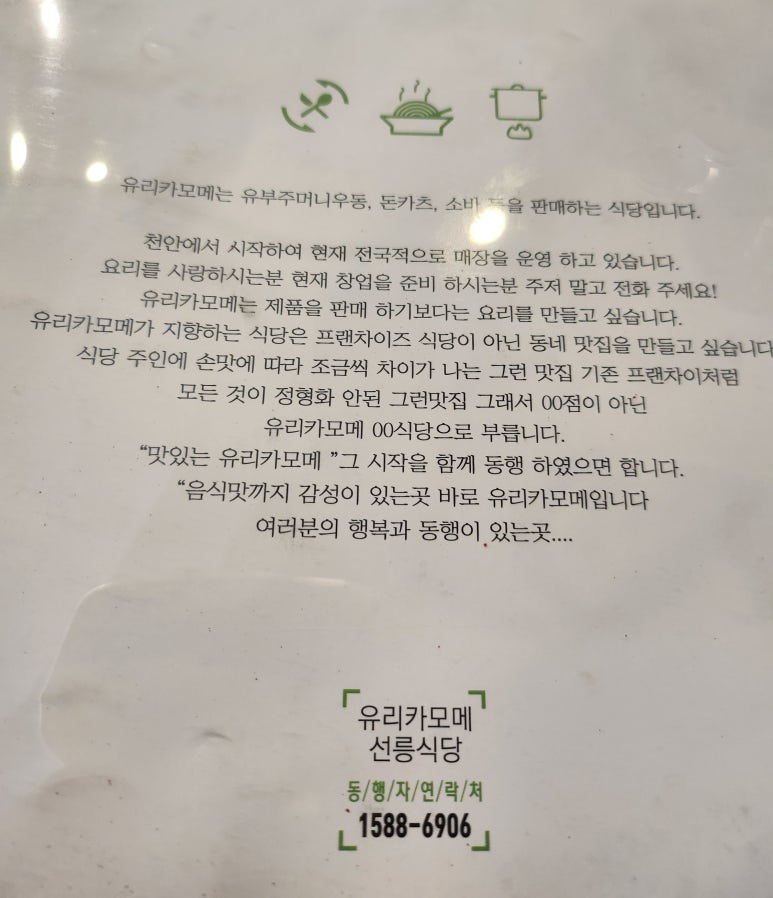 유리카모메는 유부주머니우동, 돈카츠, 소바 등을 판매하는 식당입니다.
천안에서 시작하여 현재 전국적으로 매장을 운영 하고 있습니다.
요리를 사랑하시는분 현재 창업을 준비 하시는분 주저 말고 전화 주세요!
유리카모메는 제품을 판매 하기보다는 요리를 만들고 싶습니다.
유리카모메가 지향하는 식당은 프랜차이즈 식당이 아닌 동네 맛집을 만들고 싶습니다
식당 주인에 손맛에 따라 조금씩 차이가 나는 그런 맛집 기존 프랜차이처럼
모든 것이 정형화 안된 그런맛집 그래서 00점이 아닌
유리카모메 00식당으로 부릅니다.
“맛있는 유리카모메 ”그 시작을 함께 동행 하였으면 합니다.
“음식맛까지 감성이 있는곳 바로 유리카모메입니다
여러분의 행복과 동행이 있는곳....
유리카모메
선릉식당
동/행/자/연/락/처
1588-6906